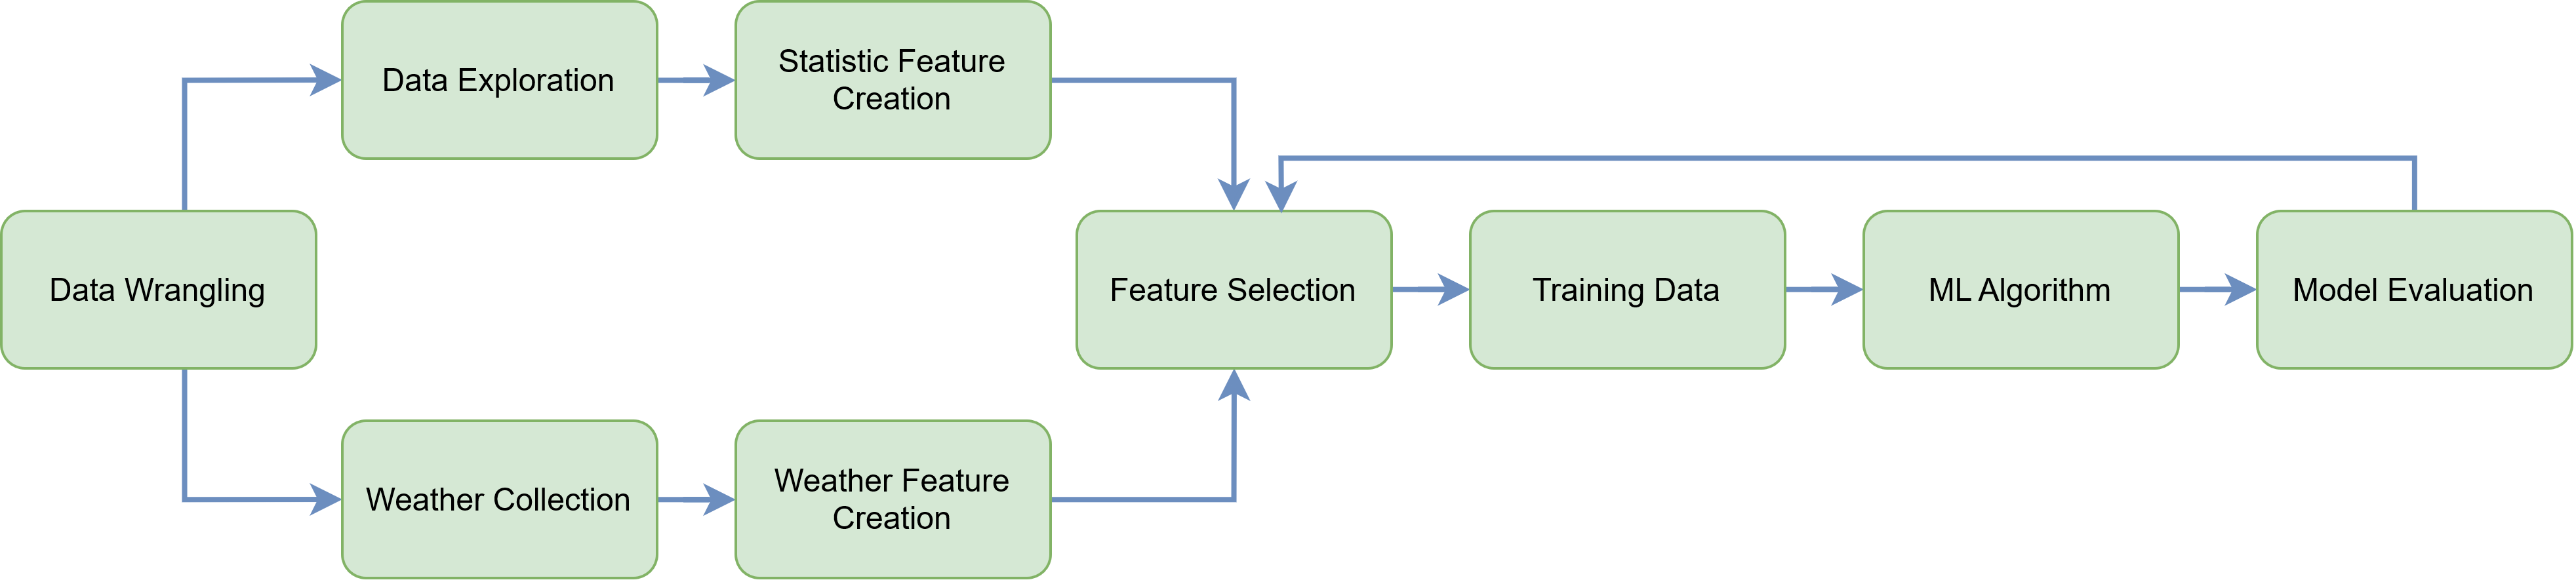 Data Exploration
Statistic Feature
Creation
Data Wrangling
Feature Selection
Training Data
ML Algorithm
Model Evaluation
Weather Collection
Weather Feature
Creation